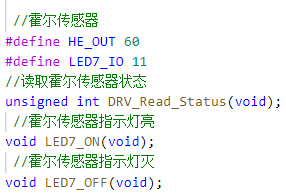 //霍尔传感器
#define HE_OUT 60
#define LED7_IO 11
//读取霍尔传感器状态
unsigned int DRV_Read_Status(void);
//霍尔传感器指示灯亮
void LED7_ON(void);
//霍尔传感器指示灯灭
void LED7_OFF(void);